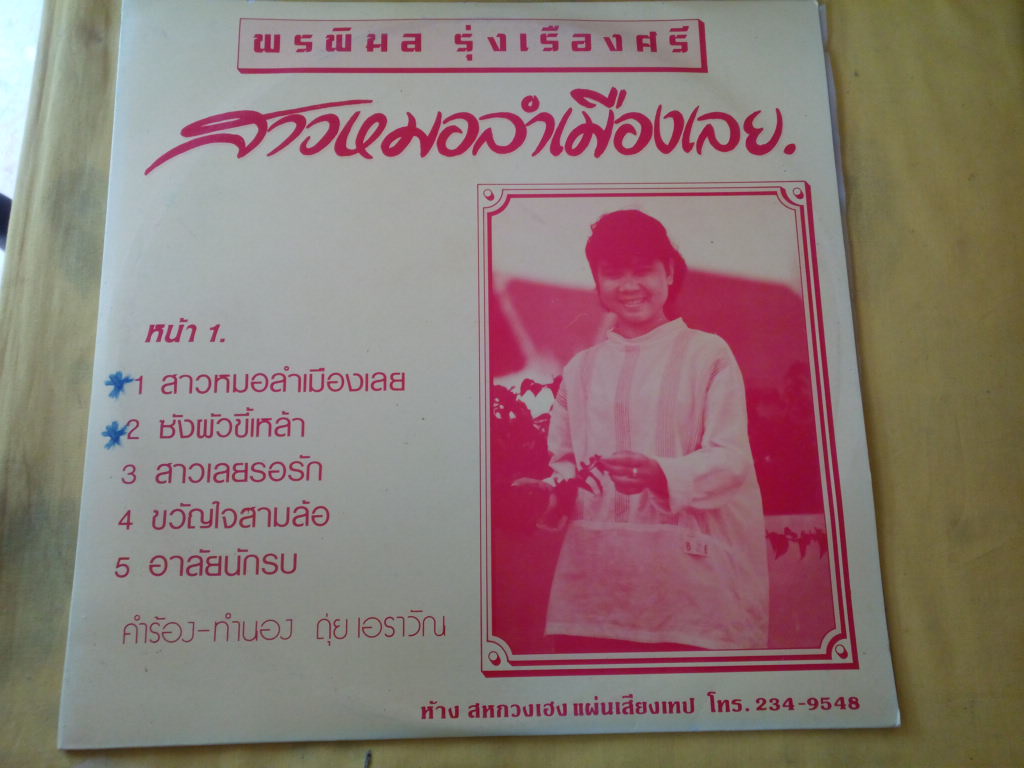 พรพิมล รุ่งเรืองศรี
สาวหมอลำเมืองเลย.
หน้า 1.
1 สาวหมอลำเมืองเลย
2 ซังผัวขี้เหล้า
3 สาวเลยรอรัก
4 ขวัญใจสามล้อ
5 อาลัยนักรบ
คำร้อง-ทำนอง ดุ่ย เอราวัณ
ห้าง สหกวงเฮง แผ่นเสียงเทป โทร. 234-9548